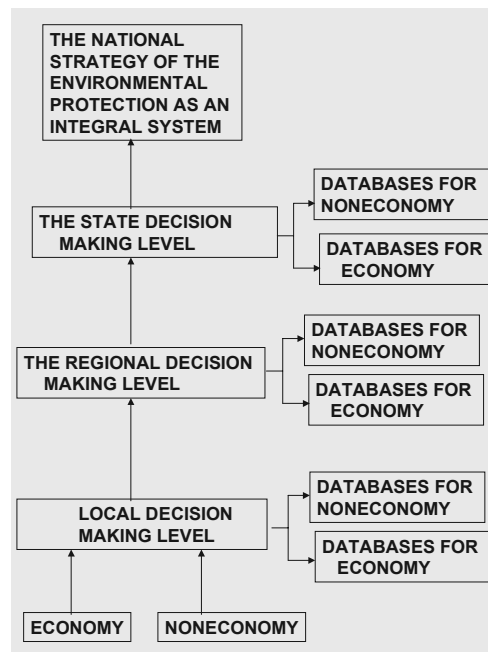 THE NATIONAL
STRATEGY OF THE
ENVIRONMENTAL
PROTECTION AS AN
INTEGRAL SYSTEM
THE STATE DECISION
MAKING LEVEL
DATABASES FOR
NONECONOMY
DATABASES FOR
ECONOMY
THE REGIONAL DECISION
MAKING LEVEL
DATABASES FOR
NONECONOMY
DATABASES FOR
ECONOMY
LOCAL DECISION
MAKING LEVEL
DATABASES FOR
NONECONOMY
DATABASES FOR
ECONOMY
ECONOMY
NONECONOMY